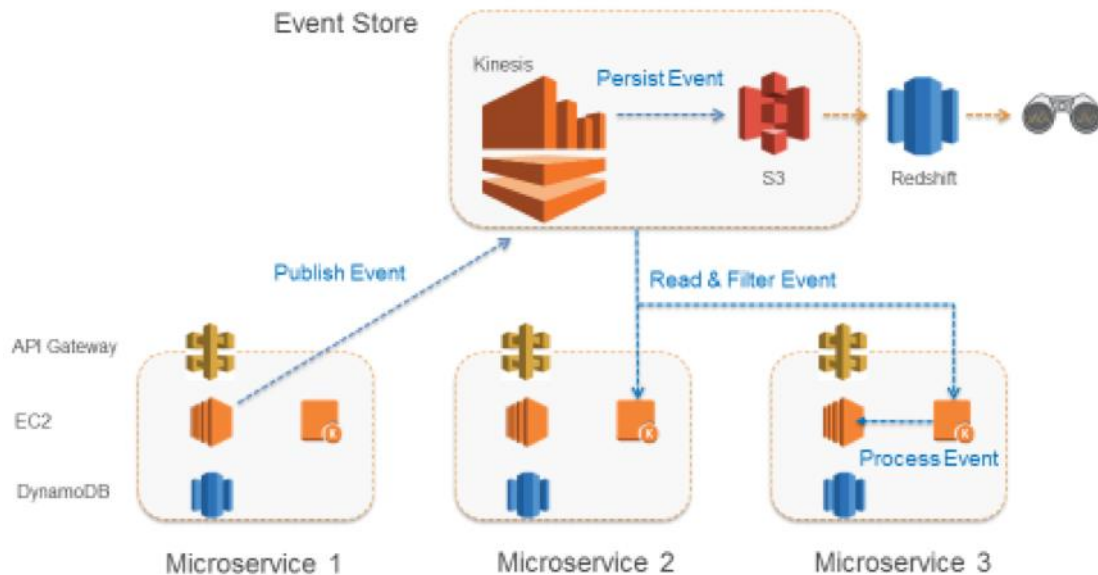 Event Store
Kinesis
Persist Event
S3
Redshift
Publish Event
Read & Filter Event
API Gateway
EC2
K
K
K
Process Event
DynamoDB
Microservice 1
Microservice 2
Microservice 3